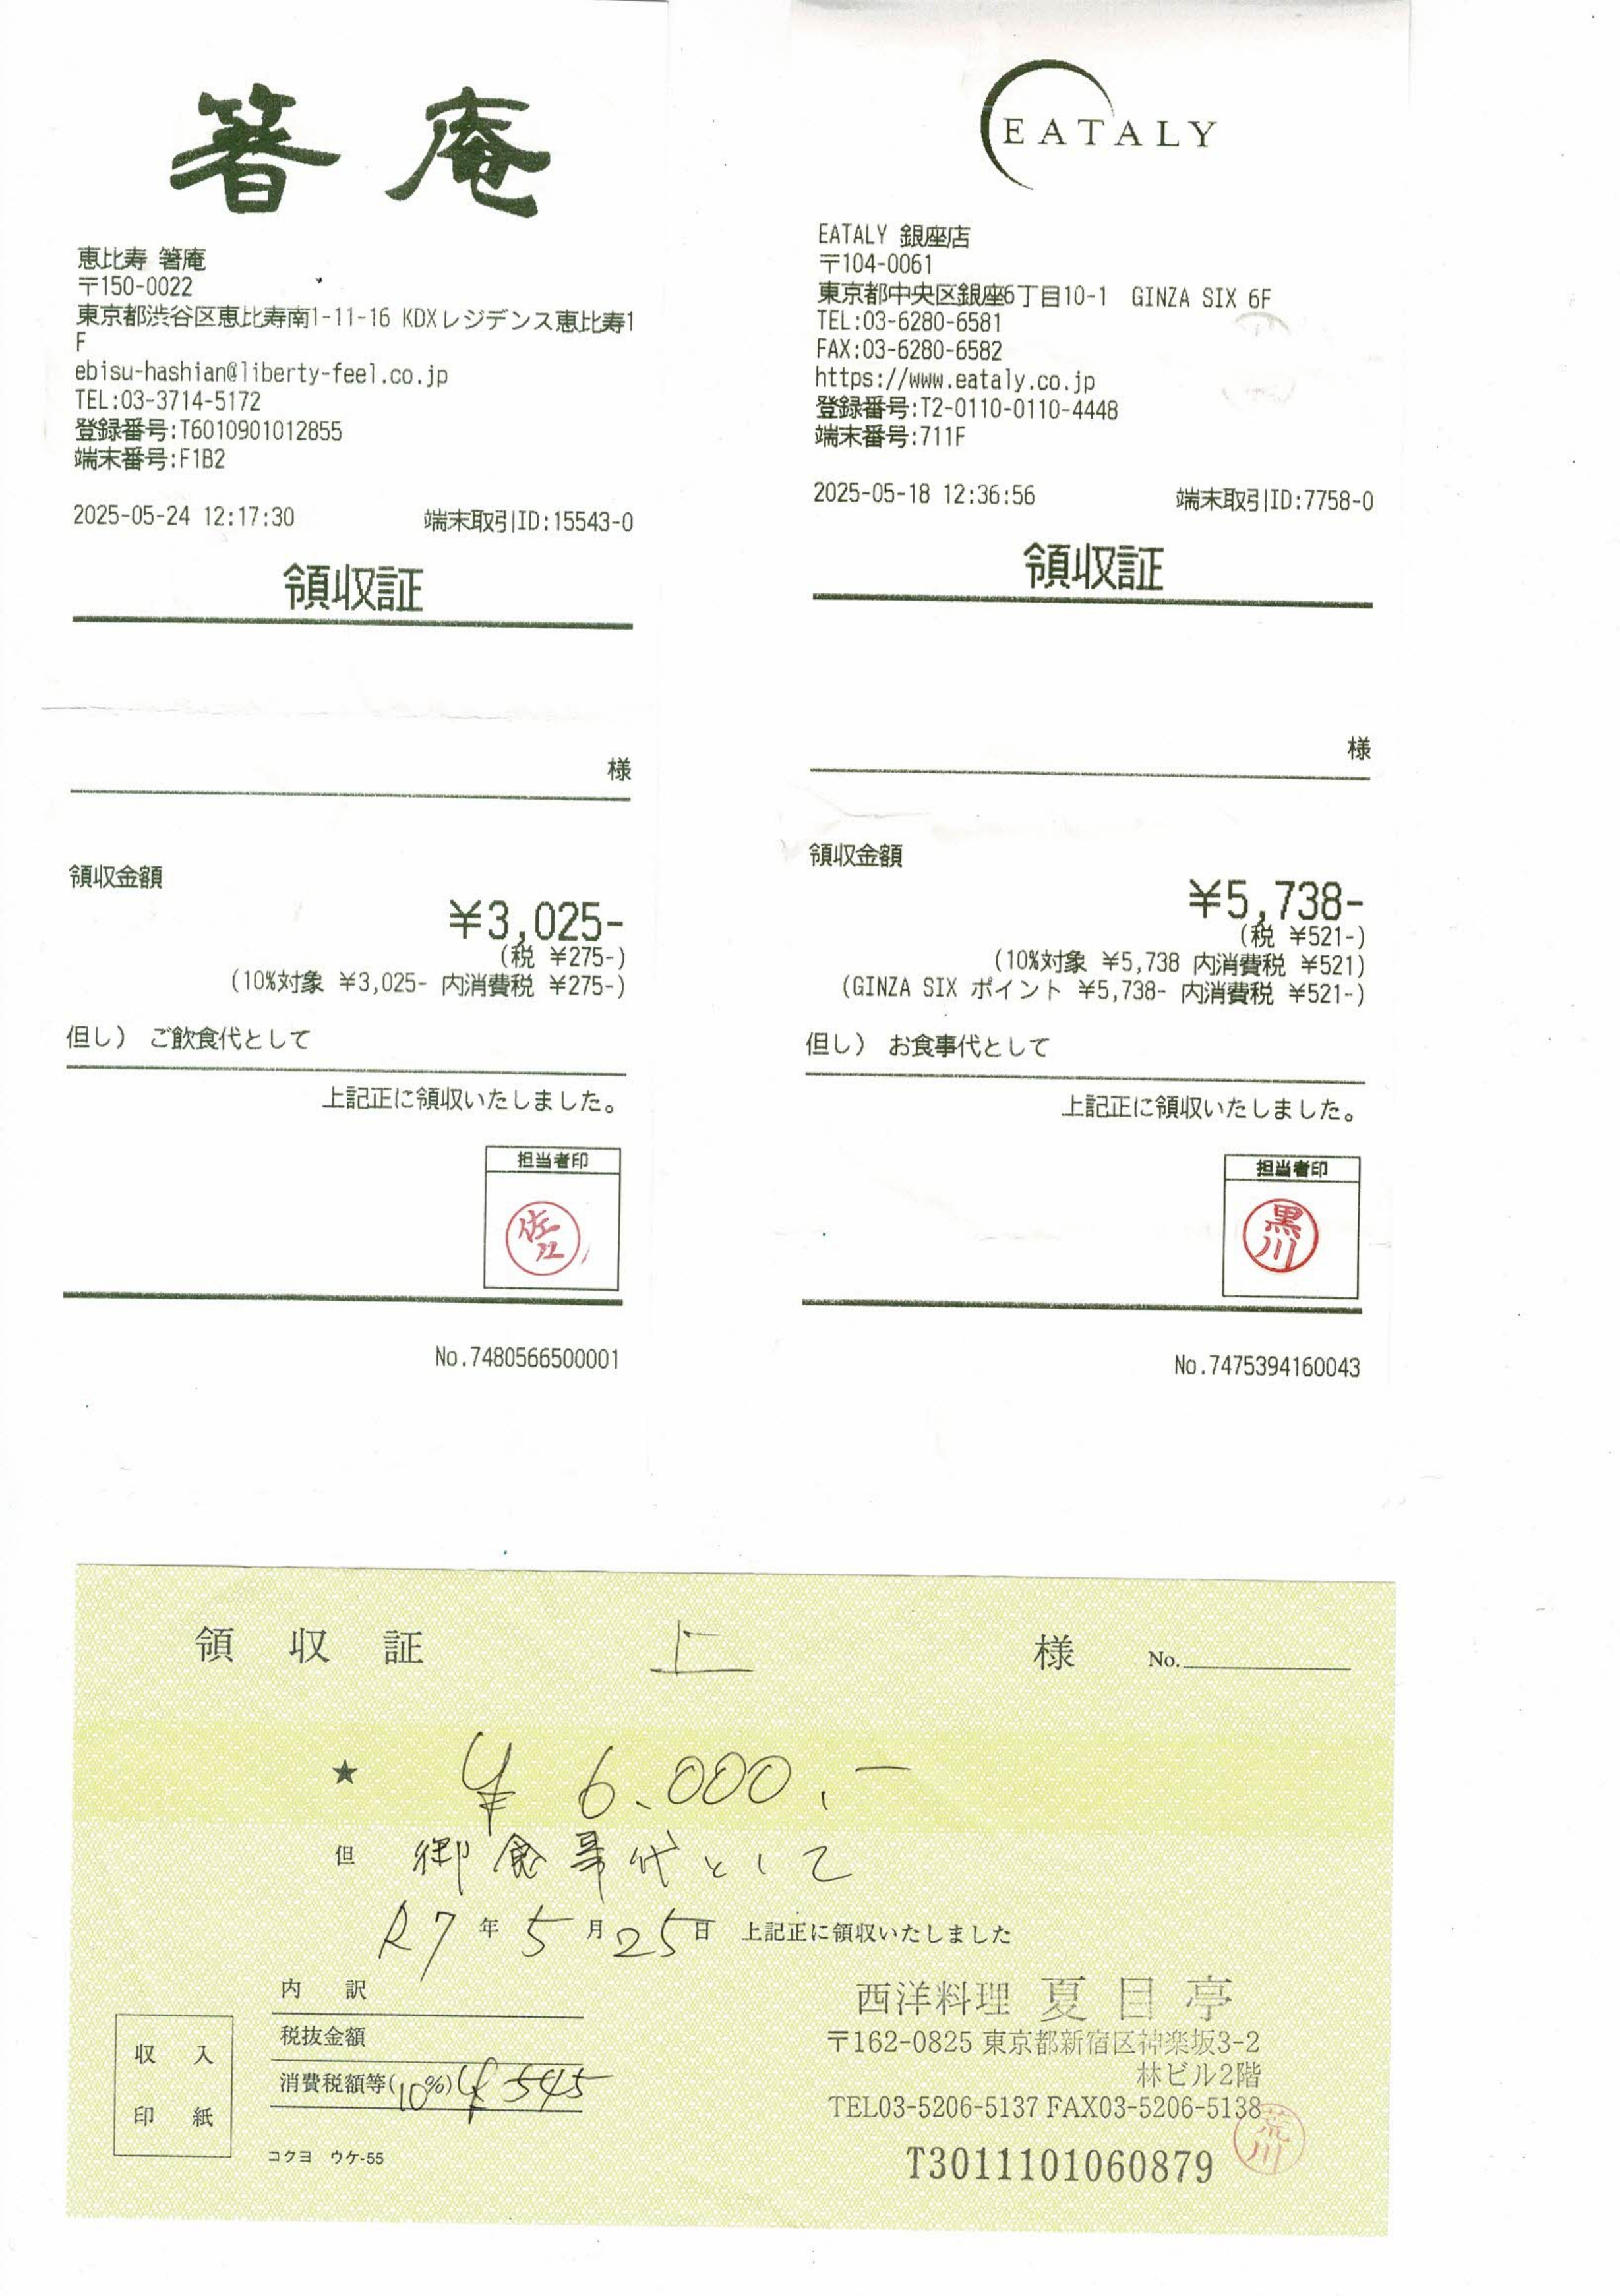 箸庵
恵比寿 箸庵
〒150-0022
東京都渋谷区恵比寿南1-11-16 KDXレジデンス恵比寿1
F
ebisu-hashian@liberty-feel.co.jp
TEL:03-3714-5172
登録番号:T6010901012855
端末番号:F1B2
2025-05-24 12:17:30 端末取引ID:15543-0
領収証
様
領収金額
¥3,025-
(税 ¥275-)
(10%対象 ¥3,025- 内消費税 ¥275-)
但し) ご飲食代として
上記正に領収いたしました。
担当者印
No.7480566500001
EATALY
EATALY 銀座店
〒104-0061
東京都中央区銀座6丁目10-1 GINZA SIX 6F
TEL:03-6280-6581
FAX:03-6280-6582
https://www.eataly.co.jp
登録番号:T2-0110-0110-4448
端末番号:711F
2025-05-18 12:36:56 端末取引ID:7758-0
領収証
様
領収金額
¥5,738-
(税 ¥521-)
(10%対象 ¥5,738 内消費税 ¥521)
(GINZA SIX ポイント ¥5,738- 内消費税 ¥521-)
但し) お食事代として
上記正に領収いたしました。
担当者印
黒川
No.7475394160043
領収証 上 様 No.
★ ¥6.000.-
但 御食事代として
R7年5月25日 上記正に領収いたしました
内訳
税抜金額
消費税額等(10%) ¥545
収入
印紙
コクヨ ウケ-55
西洋料理 夏目亭
〒162-0825 東京都新宿区神楽坂3-2
林ビル2階
TEL03-5206-5137 FAX03-5206-5138
荒川
T3011101060879